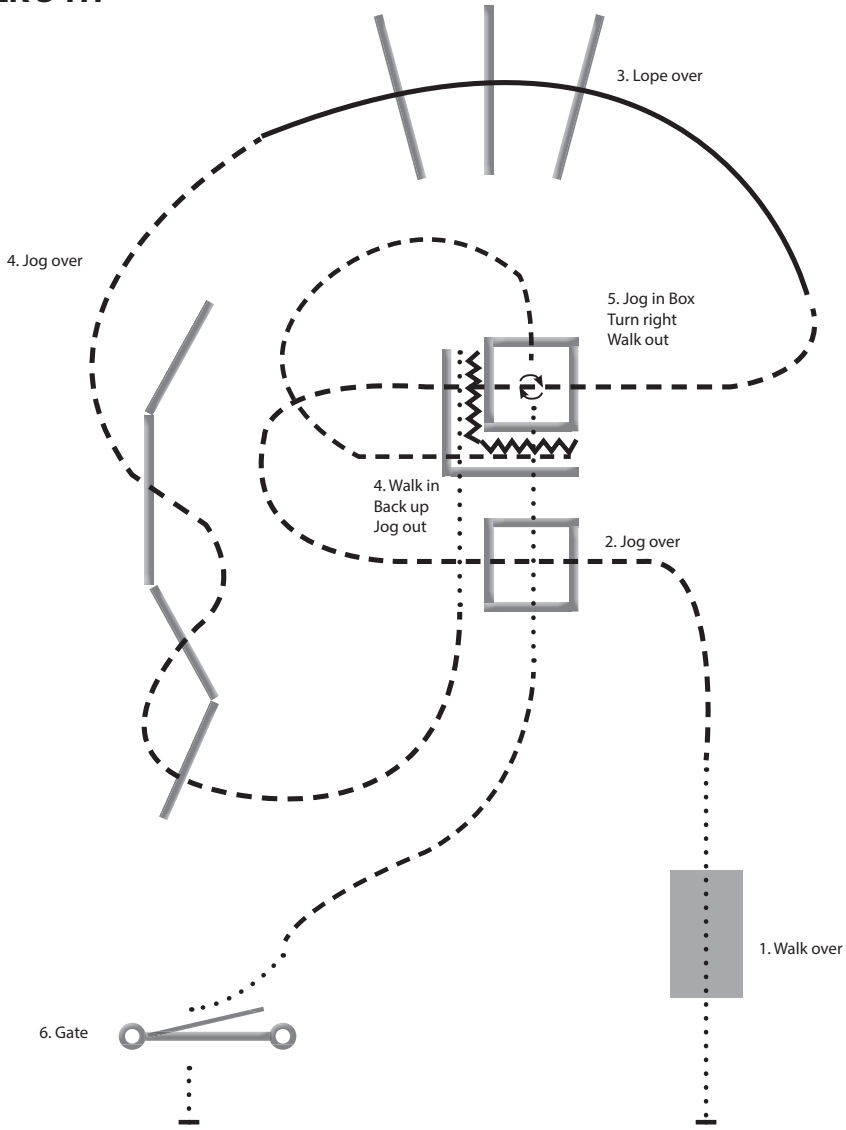 3. Lope over
4. Jog over
5. Jog in Box
Turn right
Walk out
4. Walk in
Back up
Jog out
2. Jog over
1. Walk over
6. Gate